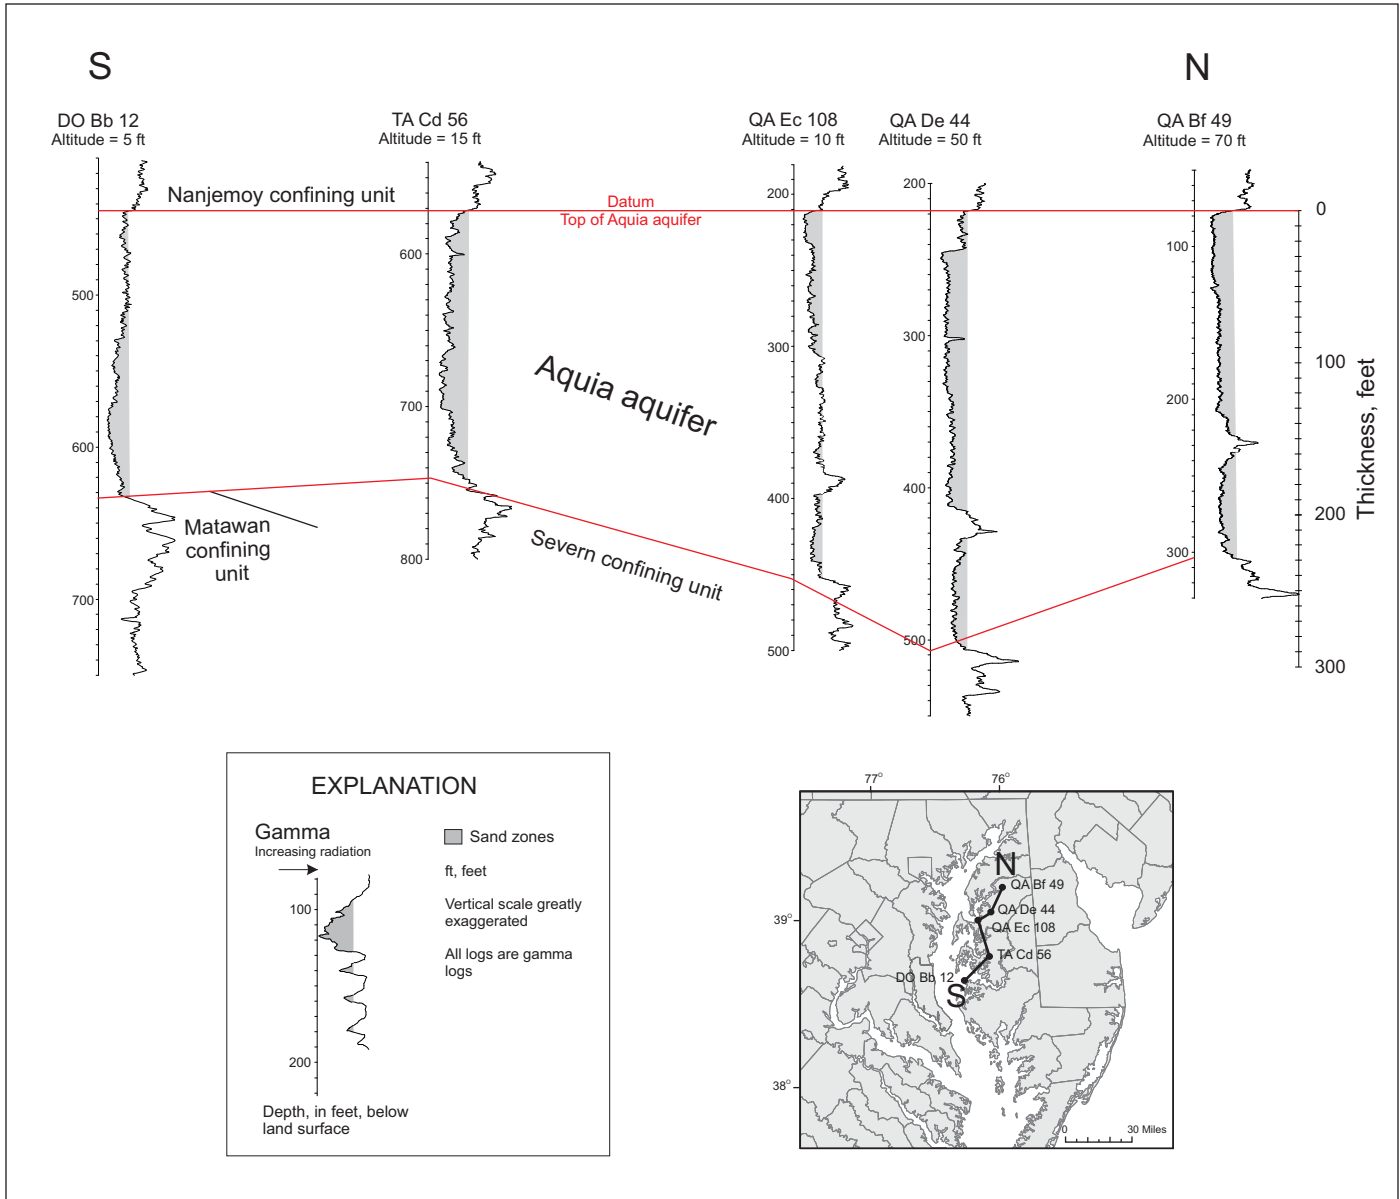 S
N
DO Bb 12
Altitude = 5 ft
TA Cd 56
Altitude = 15 ft
QA Ec 108
Altitude = 10 ft
QA De 44
Altitude = 50 ft
QA Bf 49
Altitude = 70 ft
Nanjemoy confining unit
Datum
Top of Aquia aquifer
500
600
700
600
700
800
200
300
400
500
200
300
400
500
100
200
300
0
100
200
300
Thickness, feet
Aquia aquifer
Matawan
confining
unit
Severn confining unit
EXPLANATION
Gamma
Increasing radiation
100
200
Depth, in feet, below
land surface
Sand zones
ft, feet
Vertical scale greatly
exaggerated
All logs are gamma
logs
77°
76°
39°
38°
N
QA Bf 49
QA De 44
QA Ec 108
TA Cd 56
DO Bb 12
S
0
30 Miles